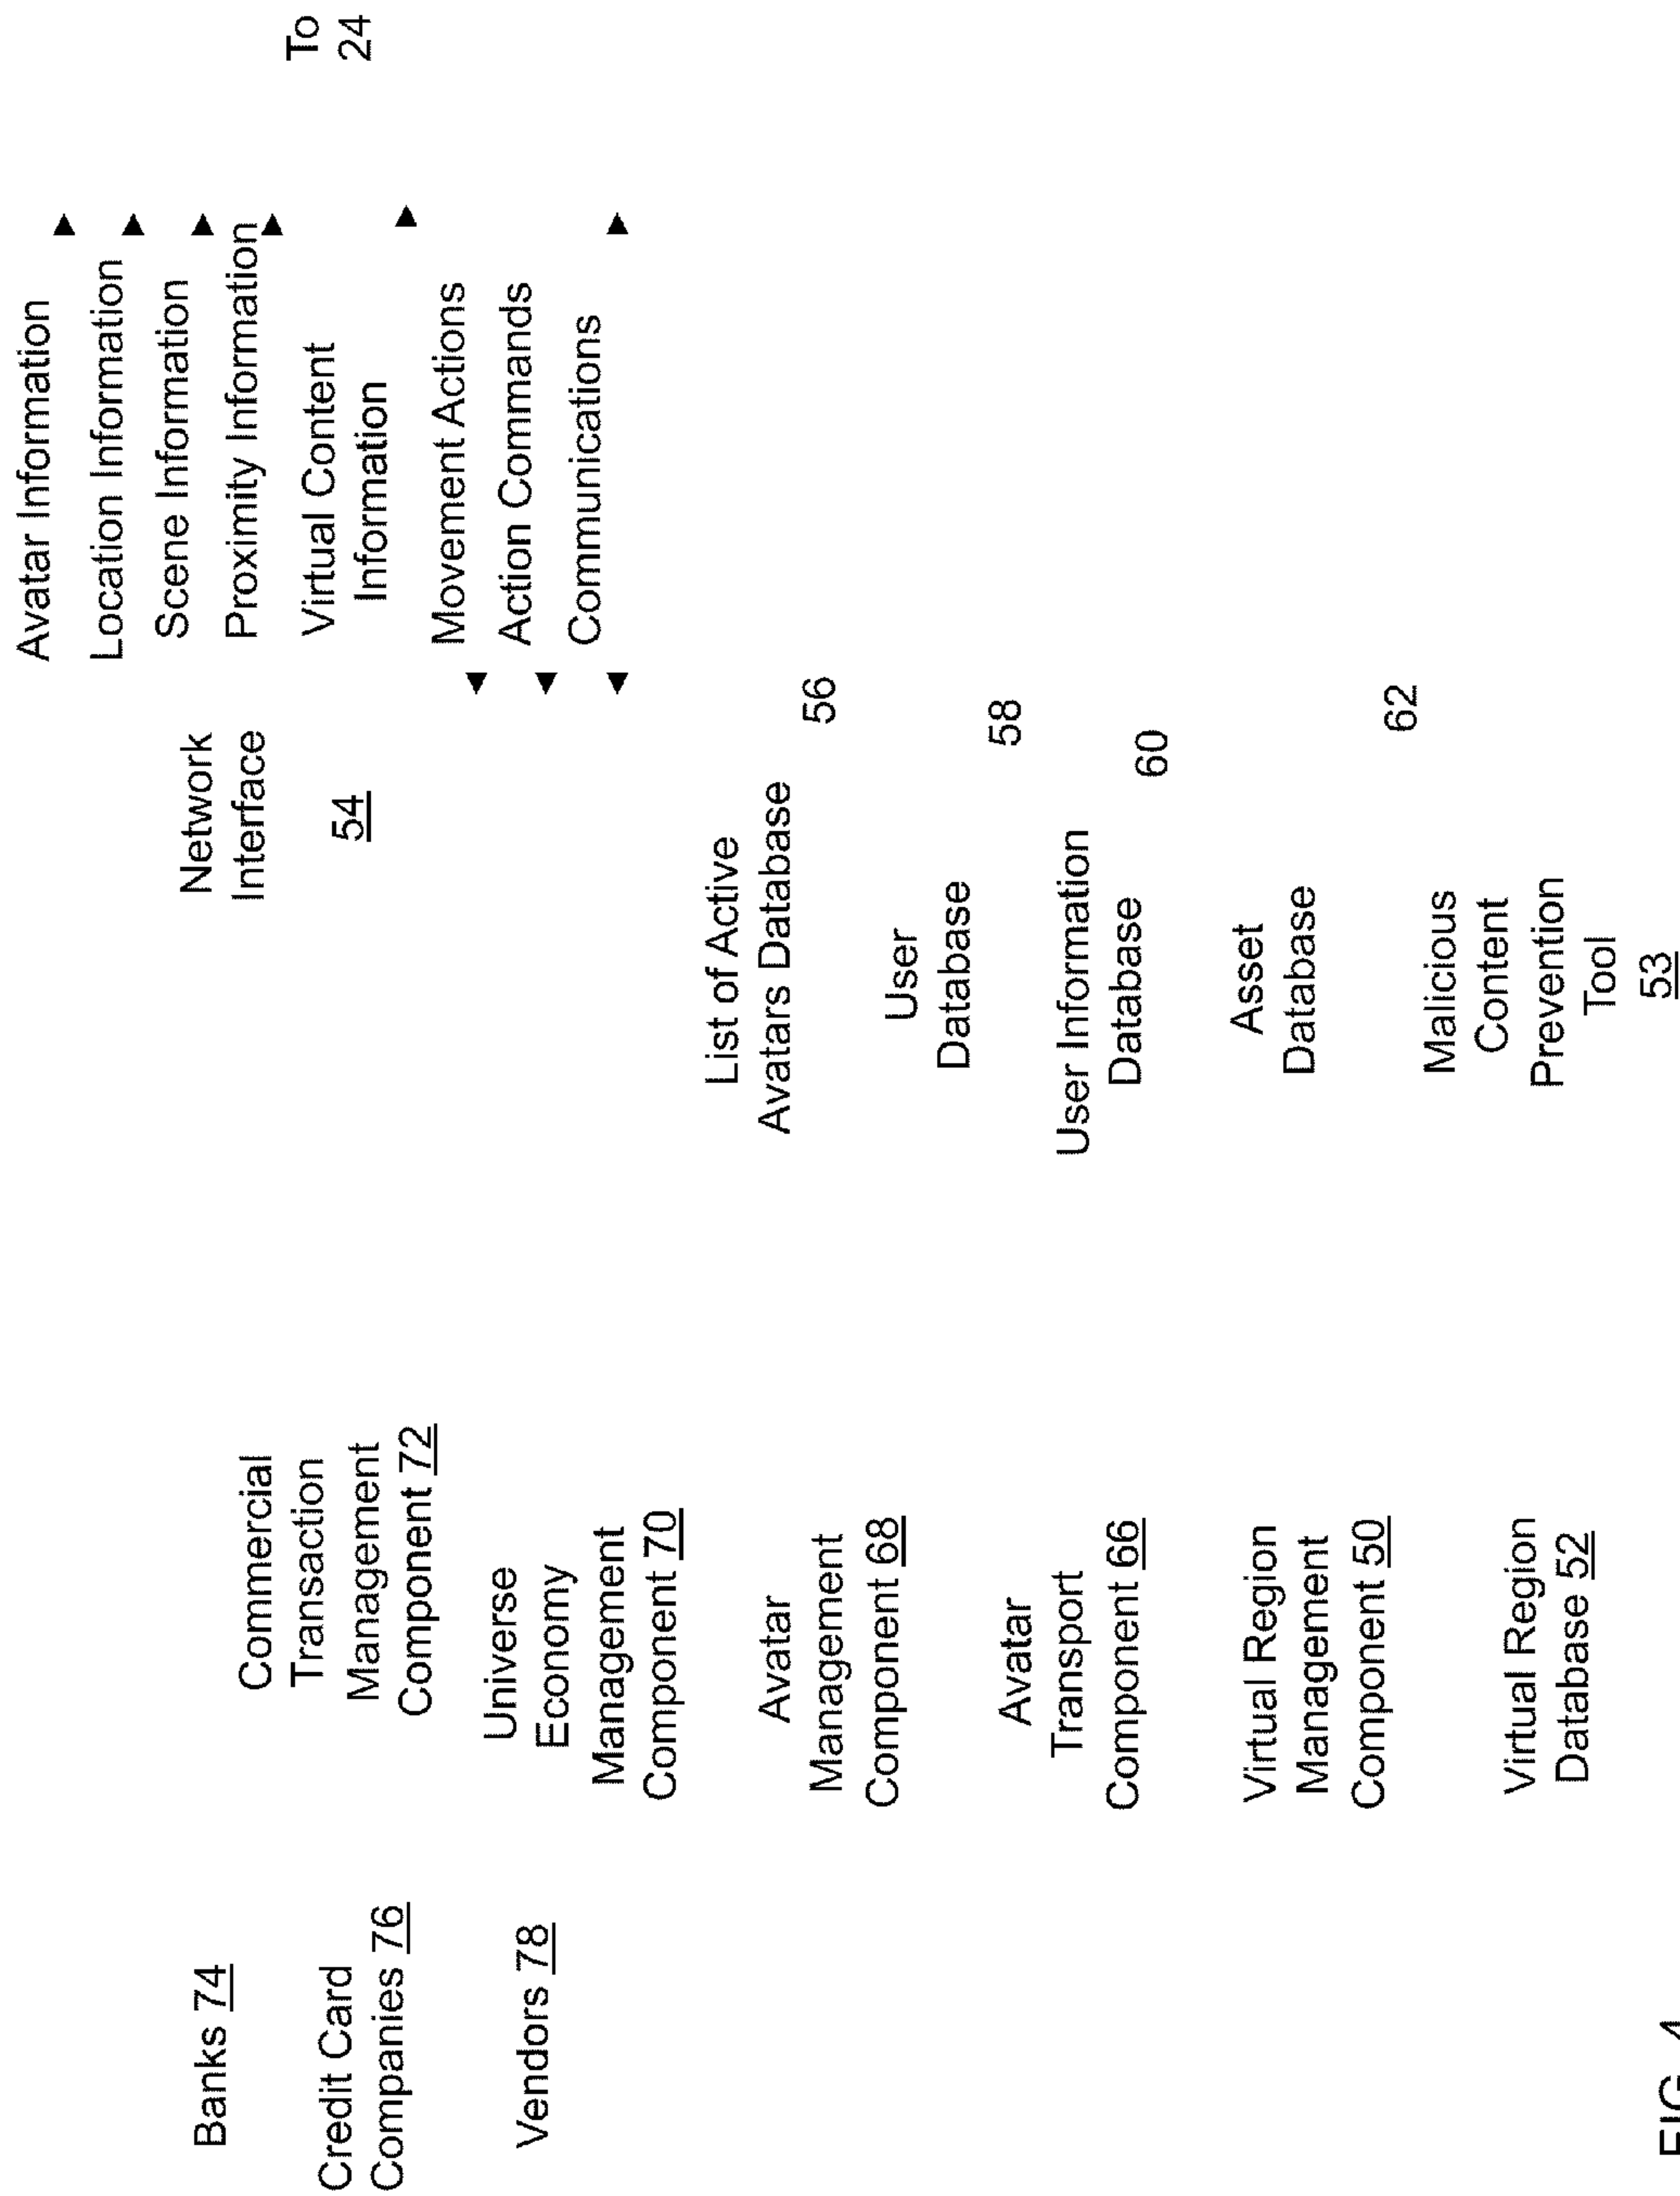 Avatar Information
Location Information
Scene Information
Proximity Information
Virtual Content
Information
Movement Actions
Action Commands
Communications
To
24
Network
Interface
54
List of Active
Avatars Database
56
User
Database
58
User Information
Database
60
Asset
Database
62
Malicious
Content
Prevention
Tool
53
Commercial
Transaction
Management
Component 72
Universe
Economy
Management
Component 70
Avatar
Management
Component 68
Avatar
Transport
Component 66
Virtual Region
Management
Component 50
Virtual Region
Database 52
Banks 74
Credit Card
Companies 76
Vendors 78
FIG. 4